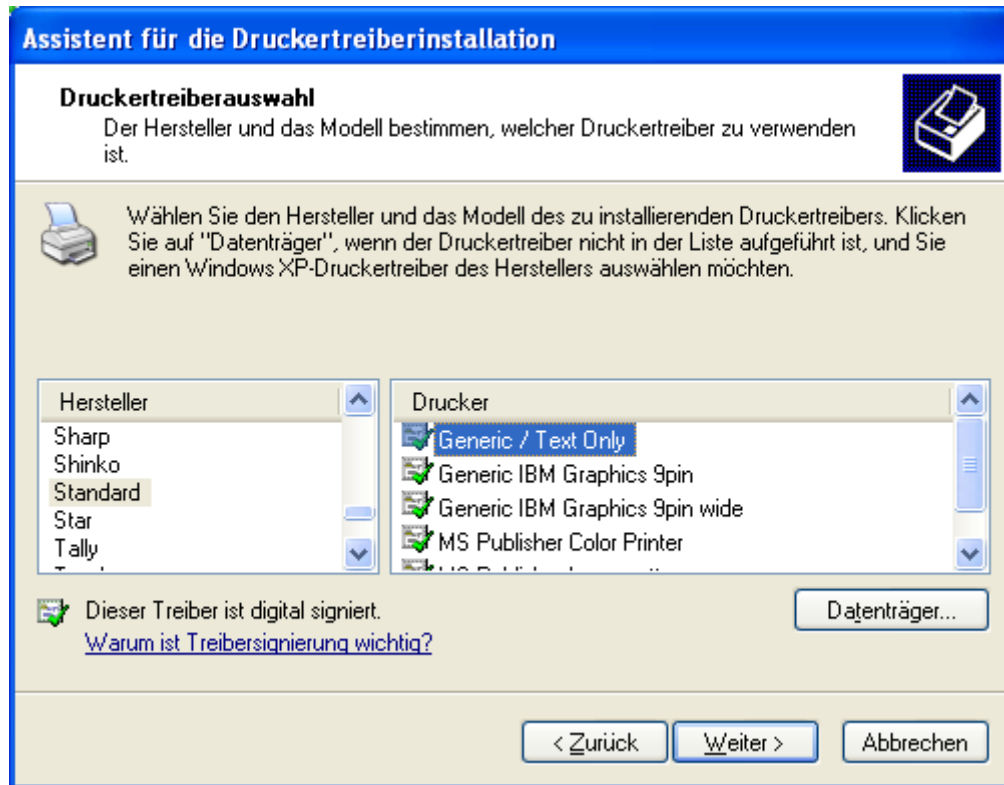 Assistent für die Druckertreiberinstallation
Druckertreiberauswahl
Der Hersteller und das Modell bestimmen, welcher Druckertreiber zu verwenden
ist.
Wählen Sie den Hersteller und das Modell des zu installierenden Druckertreibers. Klicken
Sie auf "Datenträger", wenn der Druckertreiber nicht in der Liste aufgeführt ist, und Sie
einen Windows XP-Druckertreiber des Herstellers auswählen möchten.
Hersteller
Sharp
Shinko
Standard
Star
Tally
Drucker
Generic / Text Only
Generic IBM Graphics 9pin
Generic IBM Graphics 9pin wide
MS Publisher Color Printer
Dieser Treiber ist digital signiert.
Warum ist Treibersignierung wichtig?
Datenträger...
< Zurück
Weiter >
Abbrechen